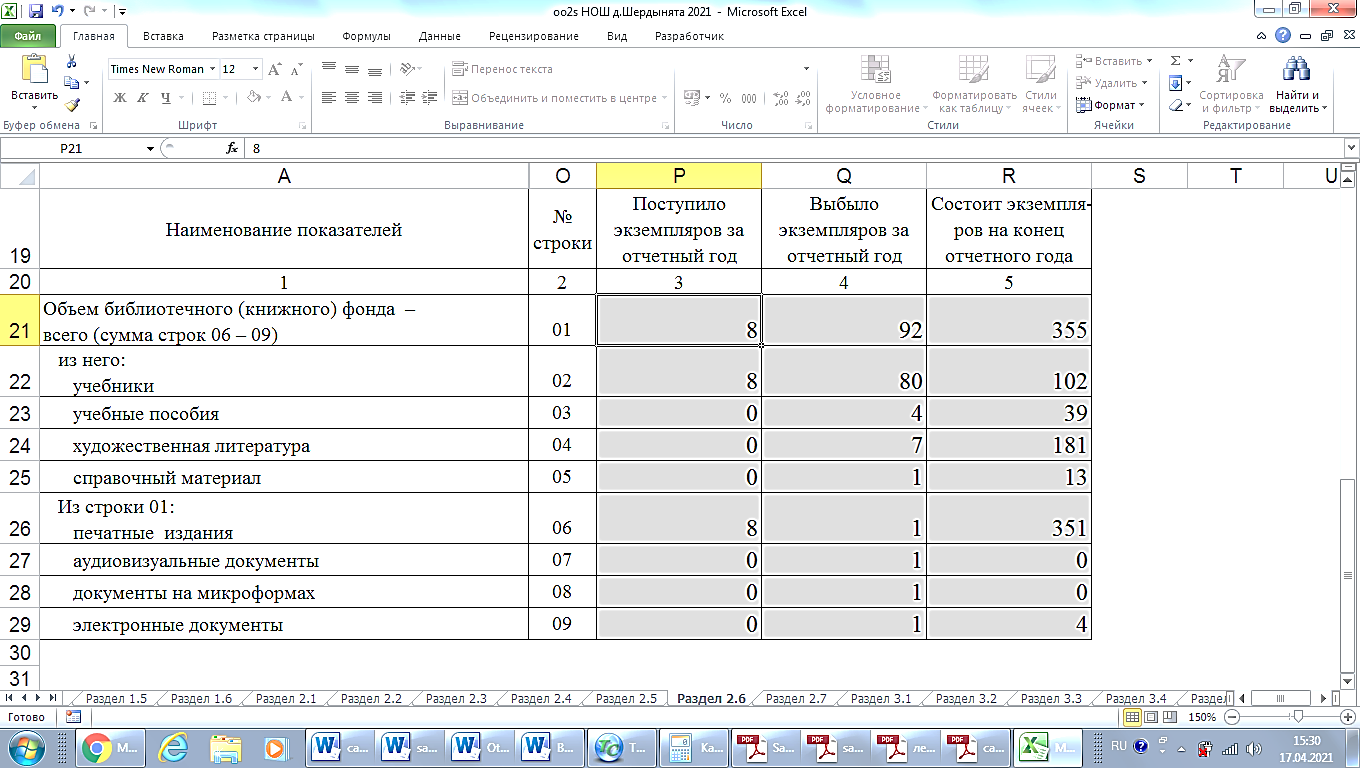 оо2s НОШ д.Шердынята 2021 - Microsoft Excel
Файл Главная Вставка Разметка страницы Формулы Данные Рецензирование Вид Разработчик
Вставить
Times New Roman 12
Ж К Ч
Перенос текста
Объединить и поместить в центре
% 000
Условное форматирование
Форматировать как таблицу
Стили ячеек
Вставить
Удалить
Формат
Сортировка и фильтр
Найти и выделить
Буфер обмена Шрифт Выравнивание Число Стили Ячейки Редактирование
P21 fx 8
A O P Q R S T U
19 Наименование показателей № строки Поступило экземпляров за отчетный год Выбыло экземпляров за отчетный год Состоит экземпля-ров на конец отчетного года
20 1 2 3 4 5
21 Объем библиотечного (книжного) фонда – всего (сумма строк 06 – 09) 01 8 92 355
22 из него: учебники 02 8 80 102
23 учебные пособия 03 0 4 39
24 художественная литература 04 0 7 181
25 справочный материал 05 0 1 13
26 Из строки 01: печатные издания 06 8 1 351
27 аудиовизуальные документы 07 0 1 0
28 документы на микроформах 08 0 1 0
29 электронные документы 09 0 1 4
30
31
Раздел 1.5 Раздел 1.6 Раздел 2.1 Раздел 2.2 Раздел 2.3 Раздел 2.4 Раздел 2.5 Раздел 2.6 Раздел 2.7 Раздел 3.1 Раздел 3.2 Раздел 3.3 Раздел 3.4 Раздел
Готово 150%
M... ca... sa... Ot... B... T... Ka... Sa... sa... ле... ca... M...
RU 15:30
17.04.2021